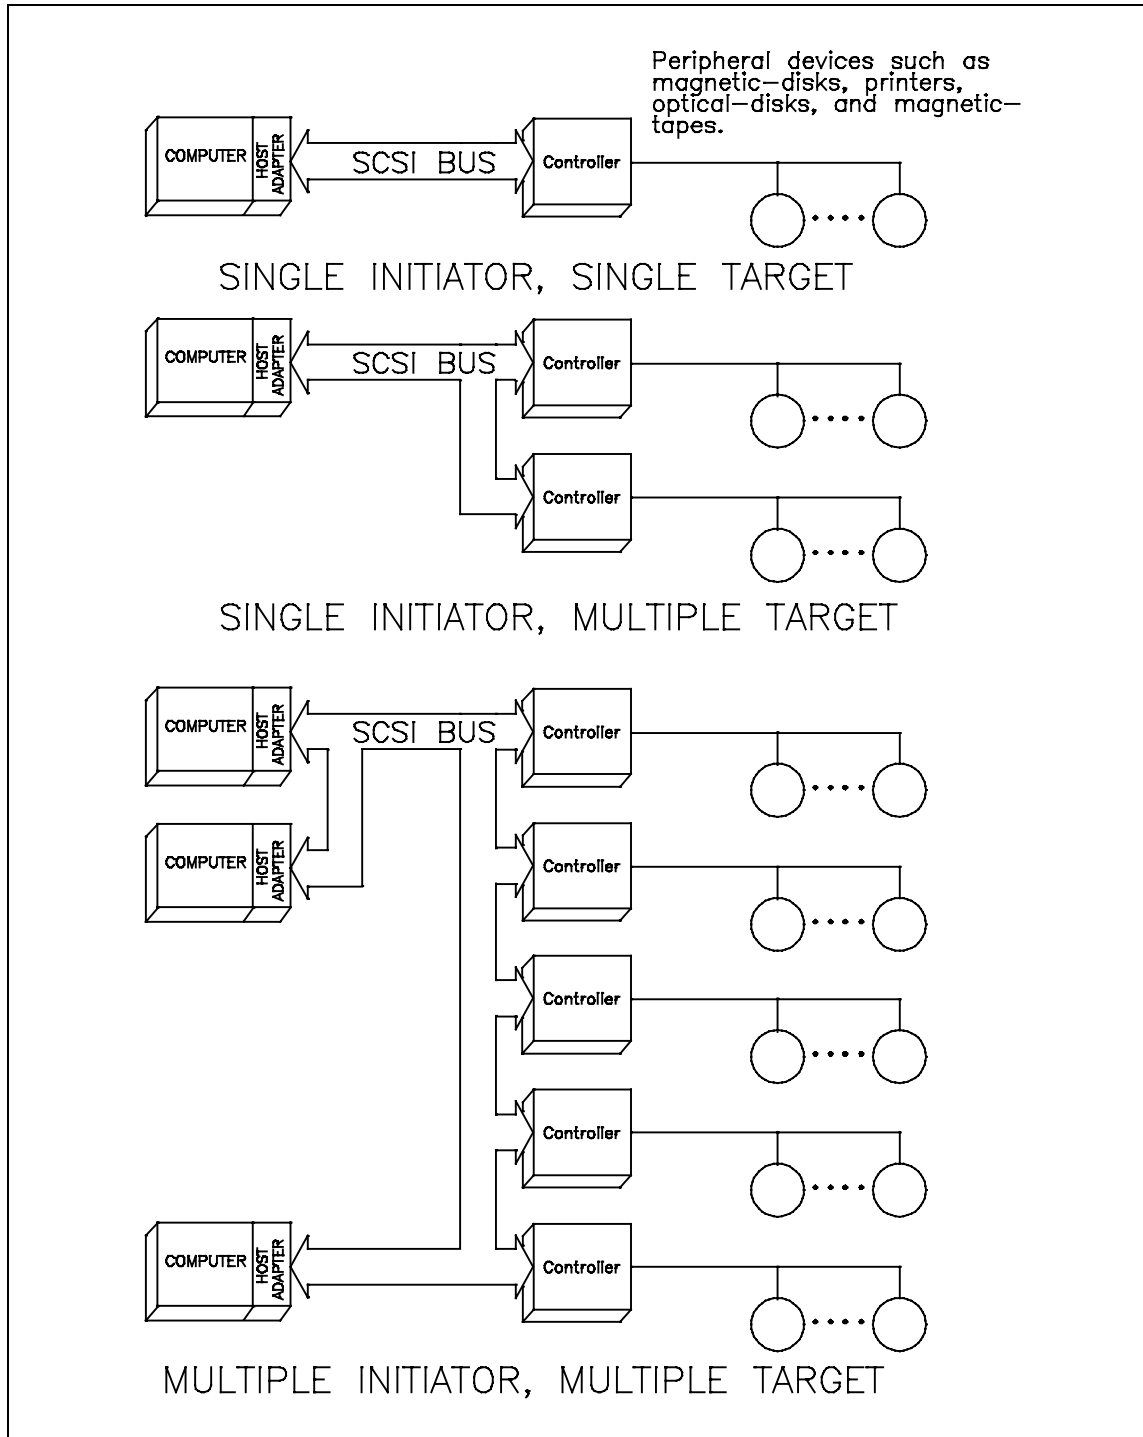 Peripheral devices such as
magnetic-disks, printers,
optical-disks, and magnetic-
tapes.
COMPUTER
HOST
ADAPTER
SCSI BUS
Controller
SINGLE INITIATOR, SINGLE TARGET
COMPUTER
HOST
ADAPTER
SCSI BUS
Controller
Controller
SINGLE INITIATOR, MULTIPLE TARGET
COMPUTER
HOST
ADAPTER
SCSI BUS
Controller
COMPUTER
HOST
ADAPTER
Controller
Controller
Controller
COMPUTER
HOST
ADAPTER
Controller
MULTIPLE INITIATOR, MULTIPLE TARGET